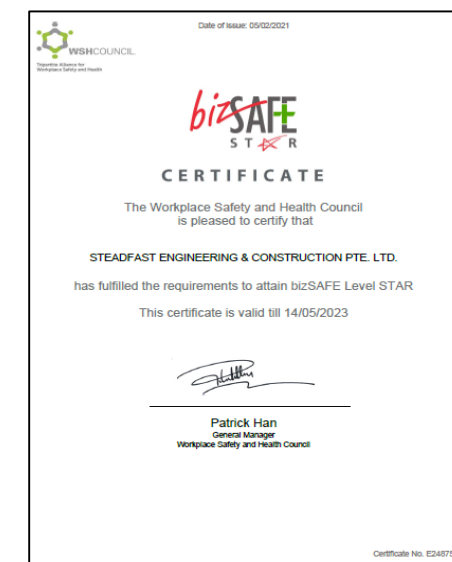 Date of Issue: 05/02/2021
WSHCOUNCIL
Tripartite Alliance for
Workplace Safety and Health
bizSAFE
STAR
CERTIFICATE
The Workplace Safety and Health Council
is pleased to certify that
STEADFAST ENGINEERING & CONSTRUCTION PTE. LTD.
has fulfilled the requirements to attain bizSAFE Level STAR
This certificate is valid till 14/05/2023
Patrick Han
General Manager
Workplace Safety and Health Council
Certificate No. E24875